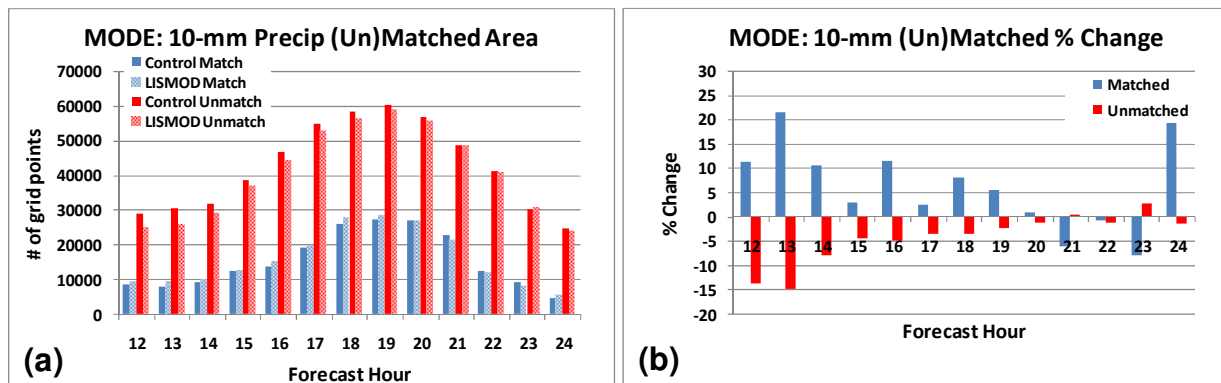 MODE: 10-mm Precip (Un)Matched Area
70000
60000
50000
40000
30000
20000
10000
0
# of grid points
Control Match
LISMOD Match
Control Unmatch
LISMOD Unmatch
12 13 14 15 16 17 18 19 20 21 22 23 24
Forecast Hour
(a)
MODE: 10-mm (Un)Matched % Change
30
25
20
15
10
5
0
-5
-10
-15
-20
% Change
Matched
Unmatched
12 13 14 15 16 17 18 19 20 21 22 23 24
Forecast Hour
(b)